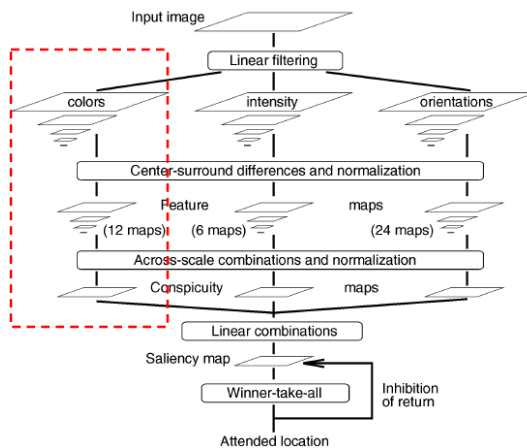 Input image
Linear filtering
colors intensity orientations
Center-surround differences and normalization
Feature maps
(12 maps) (6 maps) (24 maps)
Across-scale combinations and normalization
Conspicuity maps
Linear combinations
Saliency map
Winner-take-all
Inhibition
of return
Attended location